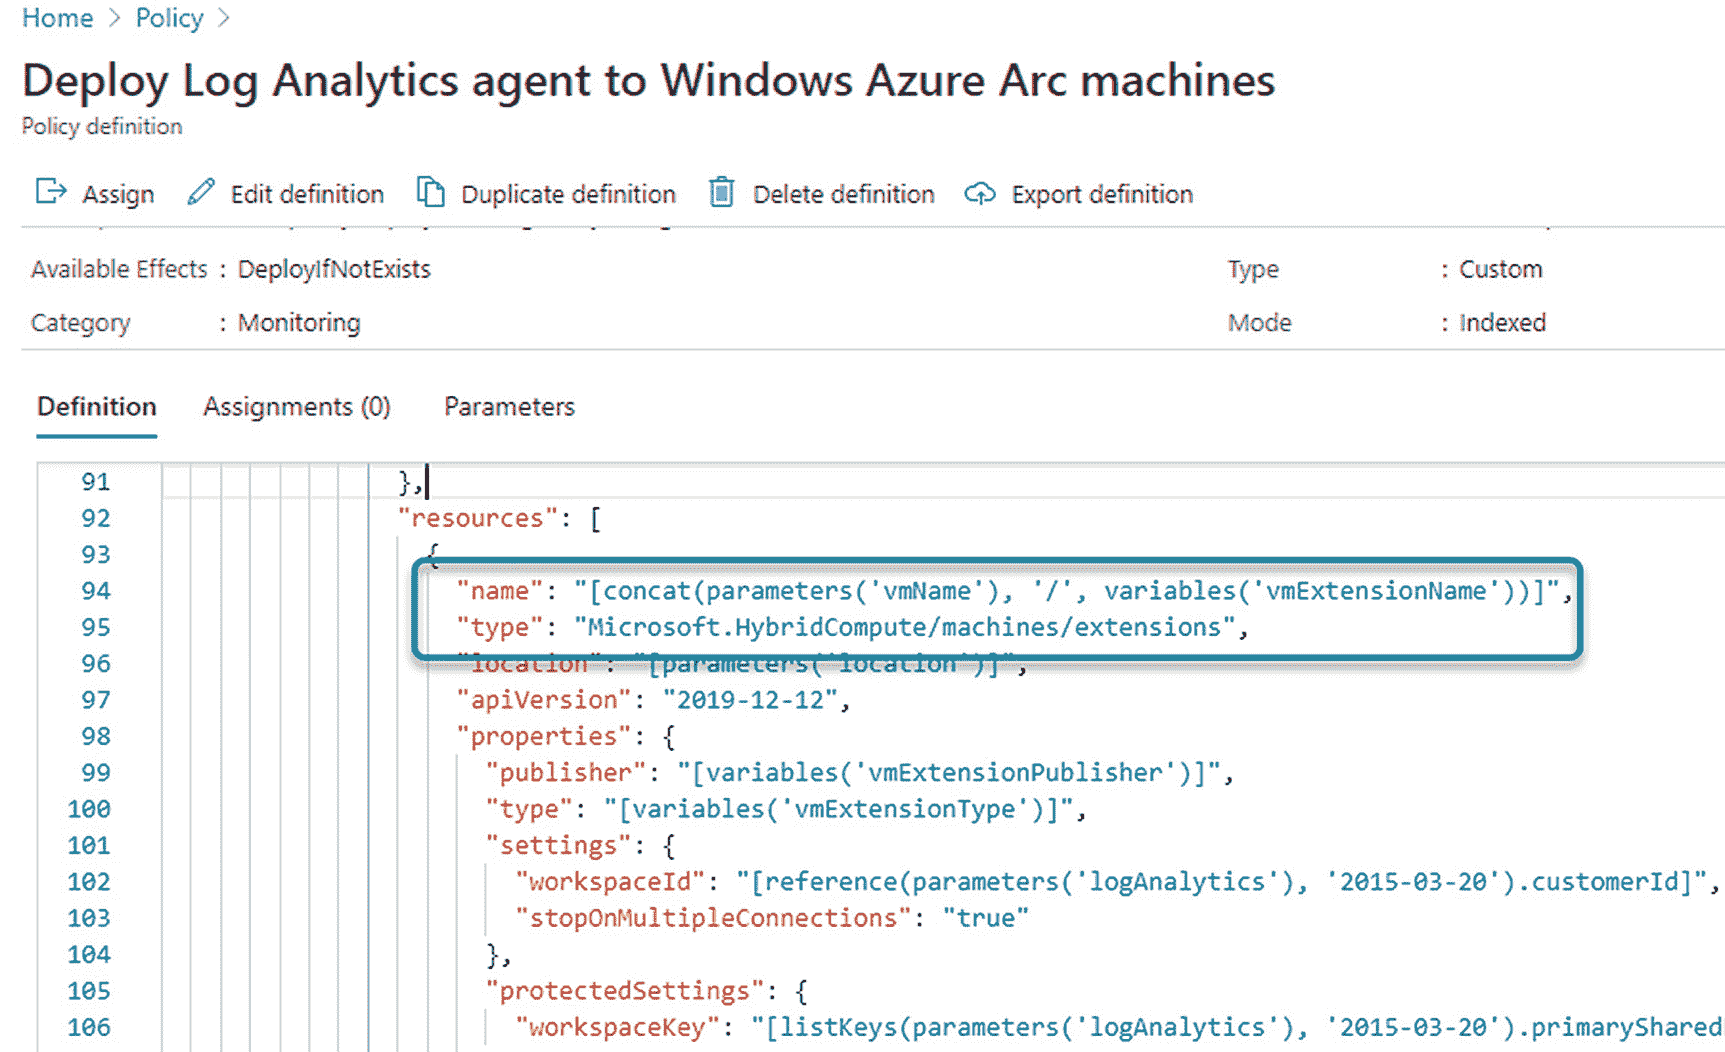 Home > Policy >
Deploy Log Analytics agent to Windows Azure Arc machines
Policy definition
Assign Edit definition Duplicate definition Delete definition Export definition
Available Effects : DeployIfNotExists Type : Custom
Category : Monitoring Mode : Indexed
Definition Assignments (0) Parameters
91 },
92 "resources": [
93 {
94 "name": "[concat(parameters('vmName'), '/', variables('vmExtensionName'))]",
95 "type": "Microsoft.HybridCompute/machines/extensions",
96 "location": "[parameters('location')]",
97 "apiVersion": "2019-12-12",
98 "properties": {
99 "publisher": "[variables('vmExtensionPublisher')]",
100 "type": "[variables('vmExtensionType')]",
101 "settings": {
102 "workspaceId": "[reference(parameters('logAnalytics'), '2015-03-20').customerId]",
103 "stopOnMultipleConnections": "true"
104 },
105 "protectedSettings": {
106 "workspaceKey": "[listKeys(parameters('logAnalytics'), '2015-03-20').primaryShared